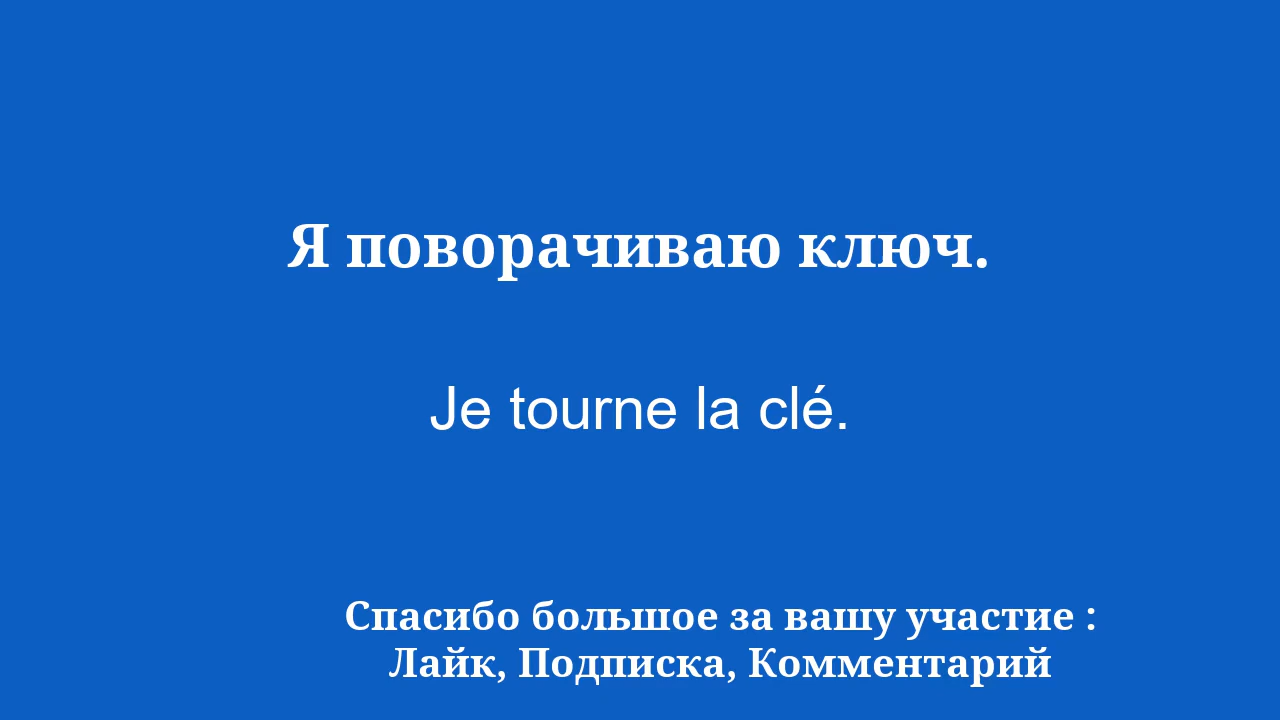 Я поворачиваю ключ.
Je tourne la clé.
Спасибо большое за вашу участие :
Лайк, Подписка, Комментарий